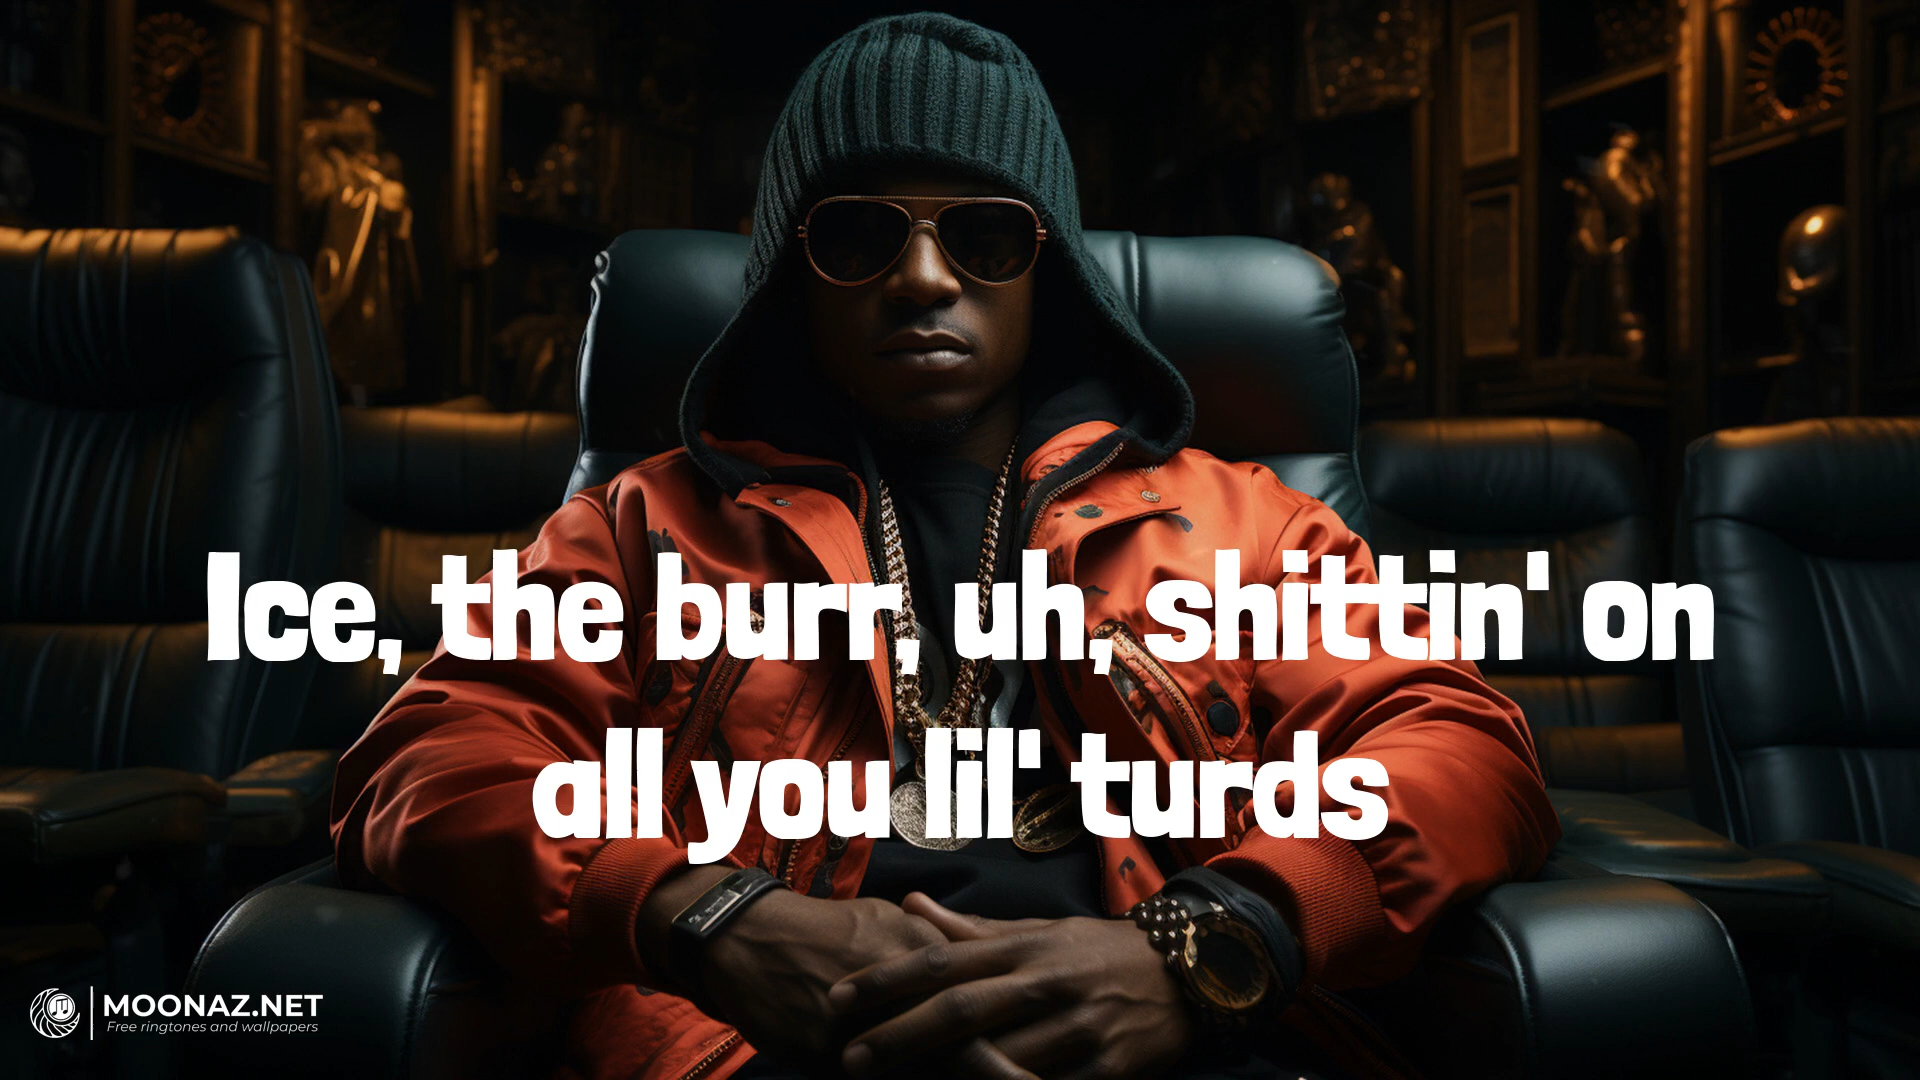 Ice, the burr, uh, shittin' on
all you lil' turds
MOONAZ.NET
Free ringtones and wallpapers